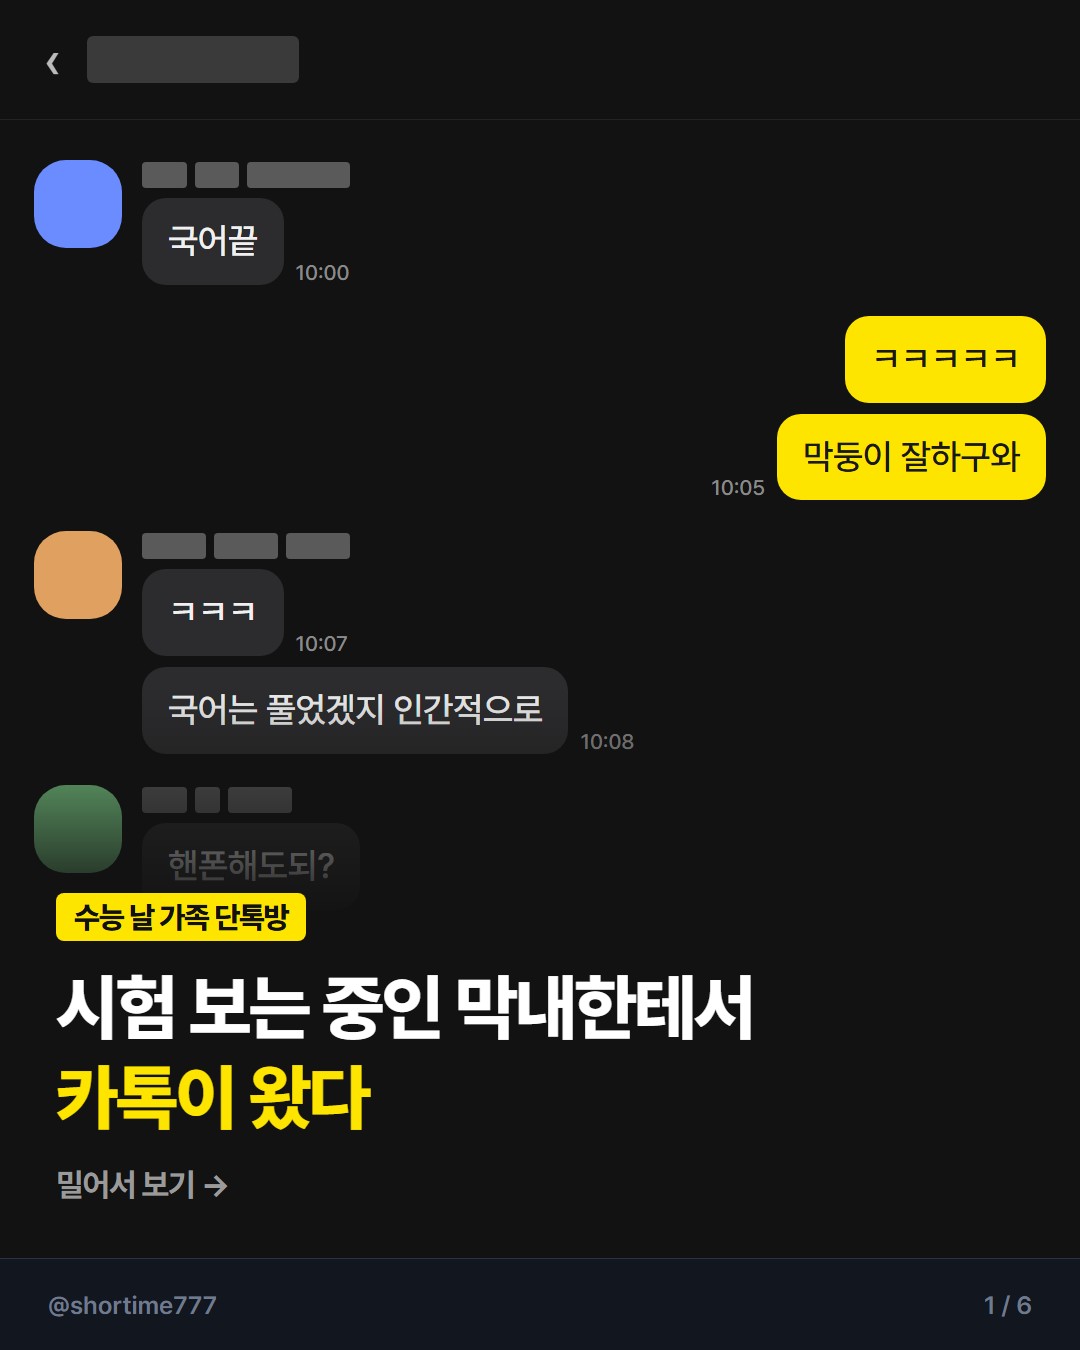 국어끝
10:00
ㅋㅋㅋㅋㅋ
막둥이 잘하구와
10:05
ㅋㅋㅋ
10:07
국어는 풀었겠지 인간적으로
10:08
핸폰해도되?
수능 날 가족 단톡방
시험 보는 중인 막내한테서
카톡이 왔다
밀어서 보기 →
@shortime777
1 / 6